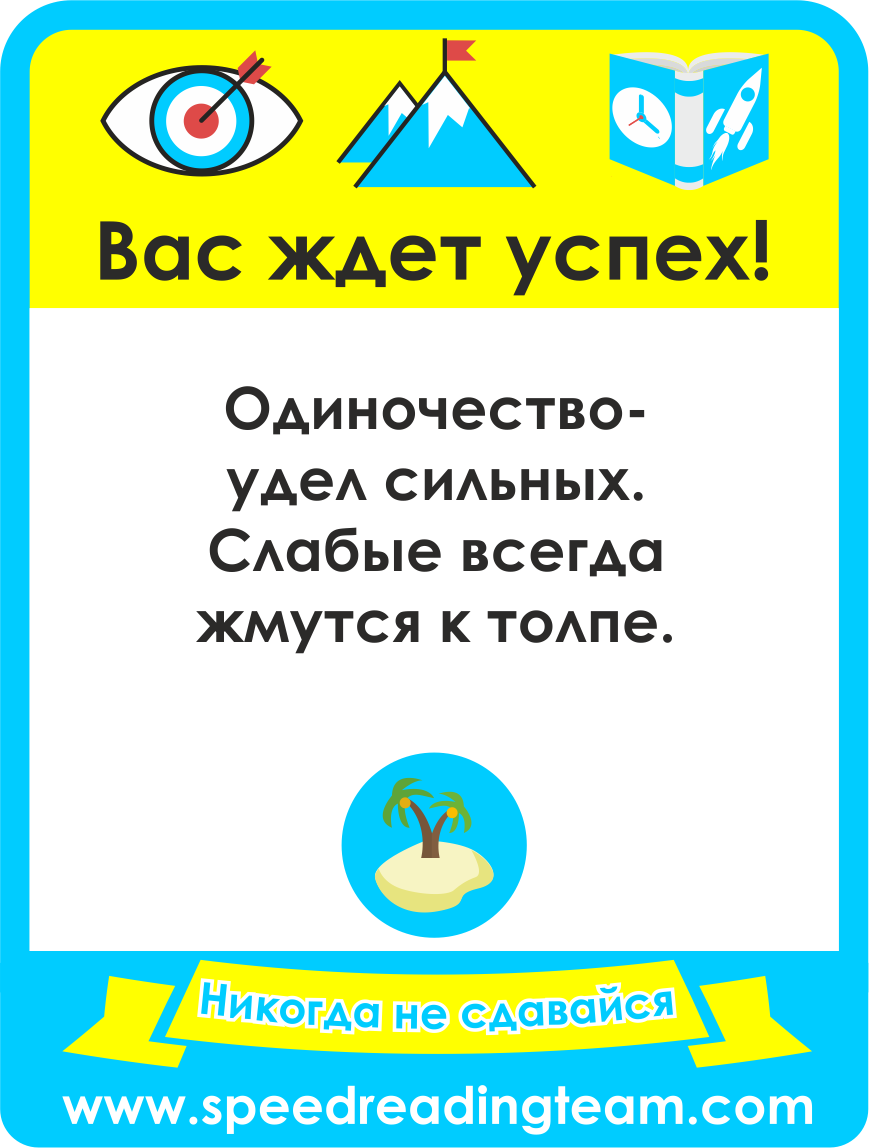 Вас ждет успех!
Одиночество-
удел сильных.
Слабые всегда
жмутся к толпе.
Никогда не сдавайся
www.speedreadingteam.com